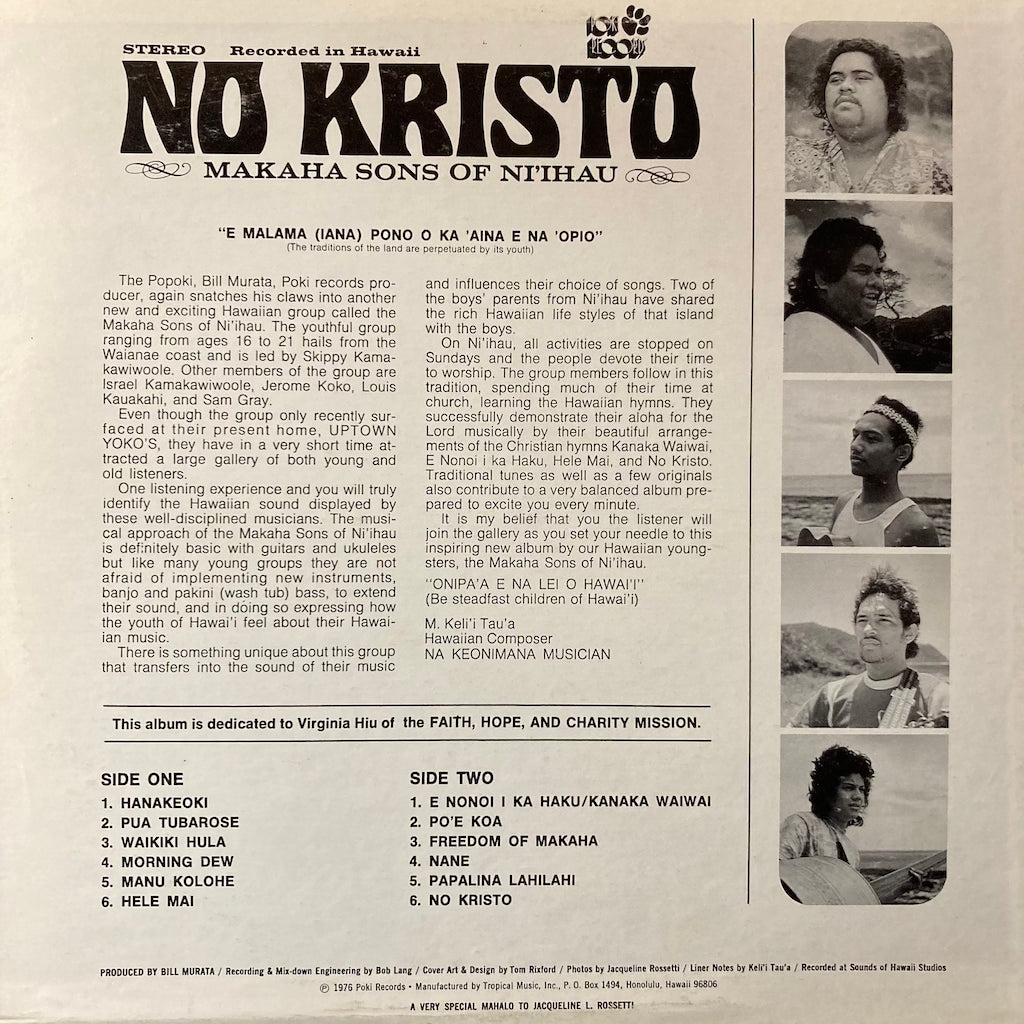 POKI
RECORDS
STEREO Recorded in Hawaii
NO KRISTO
MAKAHA SONS OF NI'IHAU
"E MALAMA (IANA) PONO O KA 'AINA E NA 'OPIO"
(The traditions of the land are perpetuated by its youth)
The Popoki, Bill Murata, Poki records pro-
ducer, again snatches his claws into another
new and exciting Hawaiian group called the
Makaha Sons of Ni'ihau. The youthful group
ranging from ages 16 to 21 hails from the
Waianae coast and is led by Skippy Kama-
kawiwoole. Other members of the group are
Israel Kamakawiwoole, Jerome Koko, Louis
Kauakahi, and Sam Gray.
Even though the group only recently sur-
faced at their present home, UPTOWN
YOKO'S, they have in a very short time at-
tracted a large gallery of both young and
old listeners.
One listening experience and you will truly
identify the Hawaiian sound displayed by
these well-disciplined musicians. The musi-
cal approach of the Makaha Sons of Ni'ihau
is definitely basic with guitars and ukuleles
but like many young groups they are not
afraid of implementing new instruments,
banjo and pakini (wash tub) bass, to extend
their sound, and in doing so expressing how
the youth of Hawai'i feel about their Hawai-
ian music.
There is something unique about this group
that transfers into the sound of their music
and influences their choice of songs. Two of
the boys' parents from Ni'ihau have shared
the rich Hawaiian life styles of that island
with the boys.
On Ni'ihau, all activities are stopped on
Sundays and the people devote their time
to worship. The group members follow in this
tradition, spending much of their time at
church, learning the Hawaiian hymns. They
successfully demonstrate their aloha for the
Lord musically by their beautiful arrange-
ments of the Christian hymns Kanaka Waiwai,
E Nonoi i ka Haku, Hele Mai, and No Kristo.
Traditional tunes as well as a few originals
also contribute to a very balanced album pre-
pared to excite you every minute.
It is my belief that you the listener will
join the gallery as you set your needle to this
inspiring new album by our Hawaiian young-
sters, the Makaha Sons of Ni'ihau.
"ONIPA'A E NA LEI O HAWAI'I"
(Be steadfast children of Hawai'i)
M. Keli'i Tau'a
Hawaiian Composer
NA KEONIMANA MUSICIAN
This album is dedicated to Virginia Hiu of the FAITH, HOPE, AND CHARITY MISSION.
SIDE ONE
1. HANAKEOKI
2. PUA TUBAROSE
3. WAIKIKI HULA
4. MORNING DEW
5. MANU KOLOHE
6. HELE MAI
SIDE TWO
1. E NONOI I KA HAKU/KANAKA WAIWAI
2. PO'E KOA
3. FREEDOM OF MAKAHA
4. NANE
5. PAPALINA LAHILAHI
6. NO KRISTO
PRODUCED BY BILL MURATA / Recording & Mix-down Engineering by Bob Lang / Cover Art & Design by Tom Rixford / Photos by Jacqueline Rossetti / Liner Notes by Keli'i Tau'a / Recorded at Sounds of Hawaii Studios
℗ 1976 Poki Records • Manufactured by Tropical Music, Inc., P. O. Box 1494, Honolulu, Hawaii 96806
A VERY SPECIAL MAHALO TO JACQUELINE L. ROSSETTI